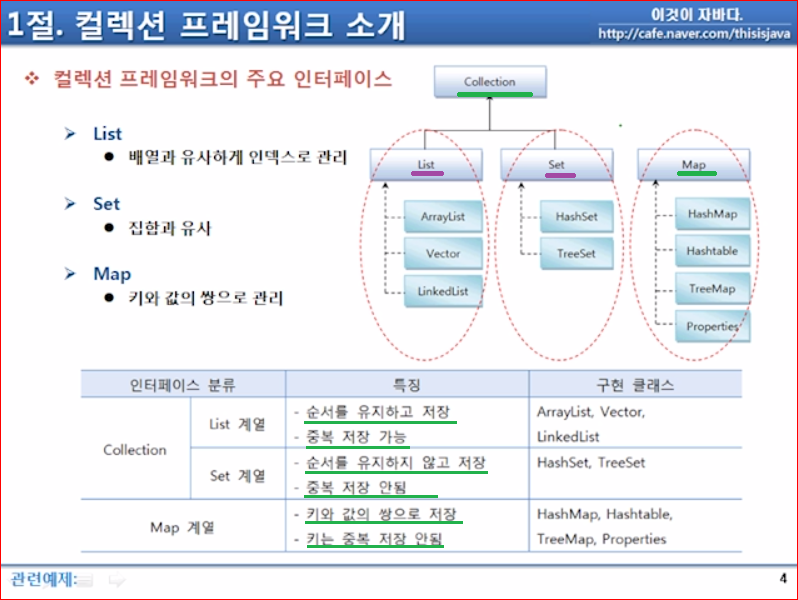 1절. 컬렉션 프레임워크 소개
이것이 자바다.
http://cafe.naver.com/thisisjava
❖ 컬렉션 프레임워크의 주요 인터페이스
➢ List
● 배열과 유사하게 인덱스로 관리
➢ Set
● 집합과 유사
➢ Map
● 키와 값의 쌍으로 관리
Collection
List
Set
Map
ArrayList
Vector
LinkedList
HashSet
TreeSet
HashMap
Hashtable
TreeMap
Properties
인터페이스 분류 특징 구현 클래스
Collection
List 계열
- 순서를 유지하고 저장
- 중복 저장 가능
ArrayList, Vector,
LinkedList
Set 계열
- 순서를 유지하지 않고 저장
- 중복 저장 안됨
HashSet, TreeSet
Map 계열
- 키와 값의 쌍으로 저장
- 키는 중복 저장 안됨
HashMap, Hashtable,
TreeMap, Properties
관련예제:
4